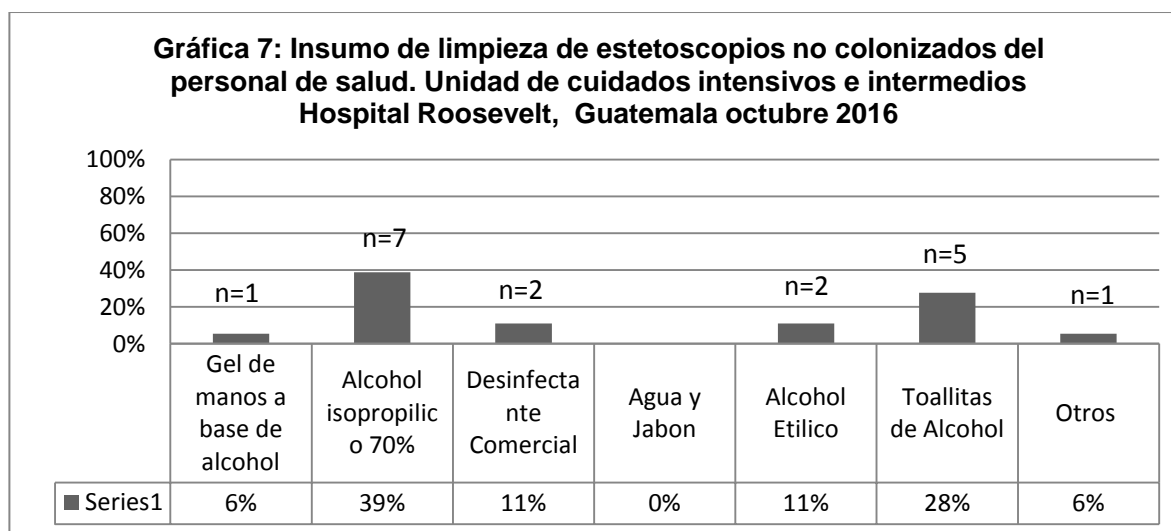 Gráfica 7: Insumo de limpieza de estetoscopios no colonizados del
personal de salud. Unidad de cuidados intensivos e intermedios
Hospital Roosevelt, Guatemala octubre 2016
100%
80%
60%
40%
20%
0%
n=1
n=7
n=2
n=2
n=5
n=1
Gel de
manos a
base de
alcohol
Alcohol
isopropilic
o 70%
Desinfecta
nte
Comercial
Agua y
Jabon
Alcohol
Etilico
Toallitas
de Alcohol
Otros
Series1 6% 39% 11% 0% 11% 28% 6%